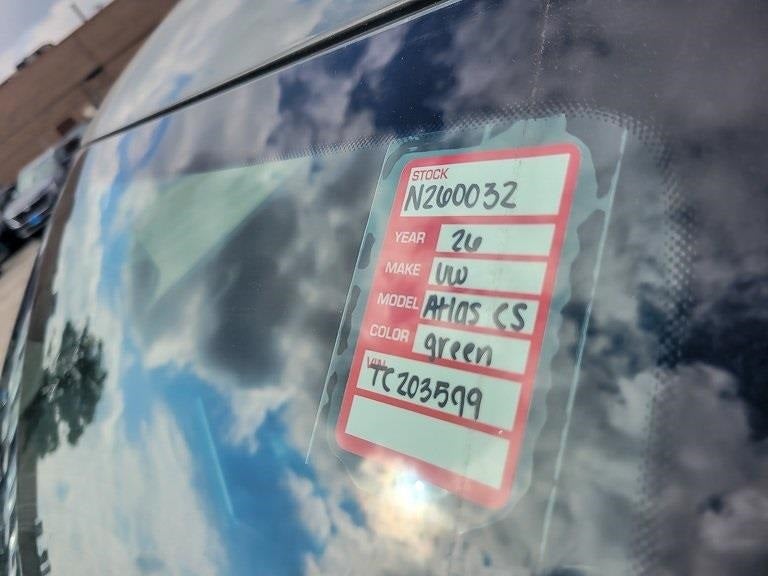 STOCK
N260032
YEAR 26
MAKE VW
MODEL Atlas CS
COLOR green
VIN
TC203599